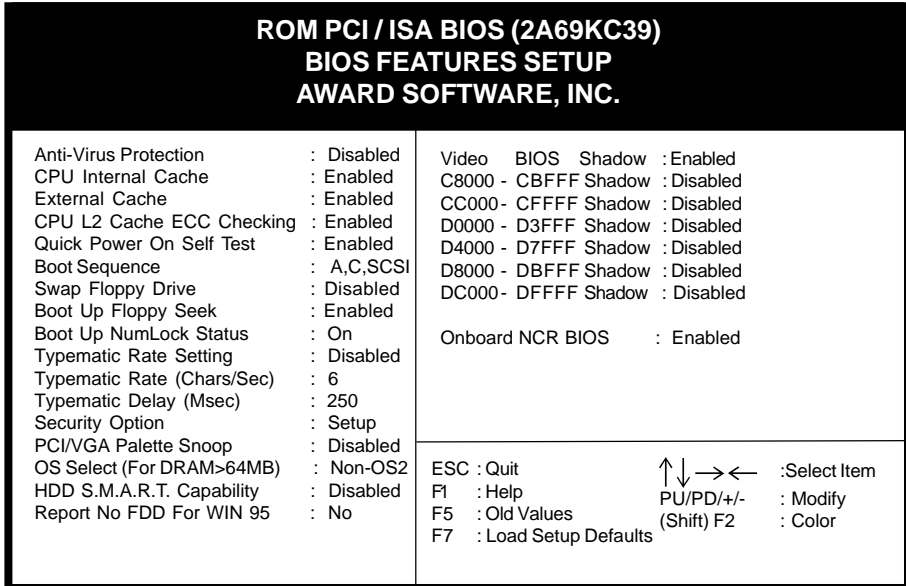 ROM PCI / ISA BIOS (2A69KC39)
BIOS FEATURES SETUP
AWARD SOFTWARE, INC.
Anti-Virus Protection : Disabled
CPU Internal Cache : Enabled
External Cache : Enabled
CPU L2 Cache ECC Checking : Enabled
Quick Power On Self Test : Enabled
Boot Sequence : A,C,SCSI
Swap Floppy Drive : Disabled
Boot Up Floppy Seek : Enabled
Boot Up NumLock Status : On
Typematic Rate Setting : Disabled
Typematic Rate (Chars/Sec) : 6
Typematic Delay (Msec) : 250
Security Option : Setup
PCI/VGA Palette Snoop : Disabled
OS Select (For DRAM>64MB) : Non-OS2
HDD S.M.A.R.T. Capability : Disabled
Report No FDD For WIN 95 : No
Video BIOS Shadow : Enabled
C8000 - CBFFF Shadow : Disabled
CC000 - CFFFF Shadow : Disabled
D0000 - D3FFF Shadow : Disabled
D4000 - D7FFF Shadow : Disabled
D8000 - DBFFF Shadow : Disabled
DC000 - DFFFF Shadow : Disabled
Onboard NCR BIOS : Enabled
ESC : Quit ↑↓→← :Select Item
F1 : Help PU/PD/+/- : Modify
F5 : Old Values (Shift) F2 : Color
F7 : Load Setup Defaults